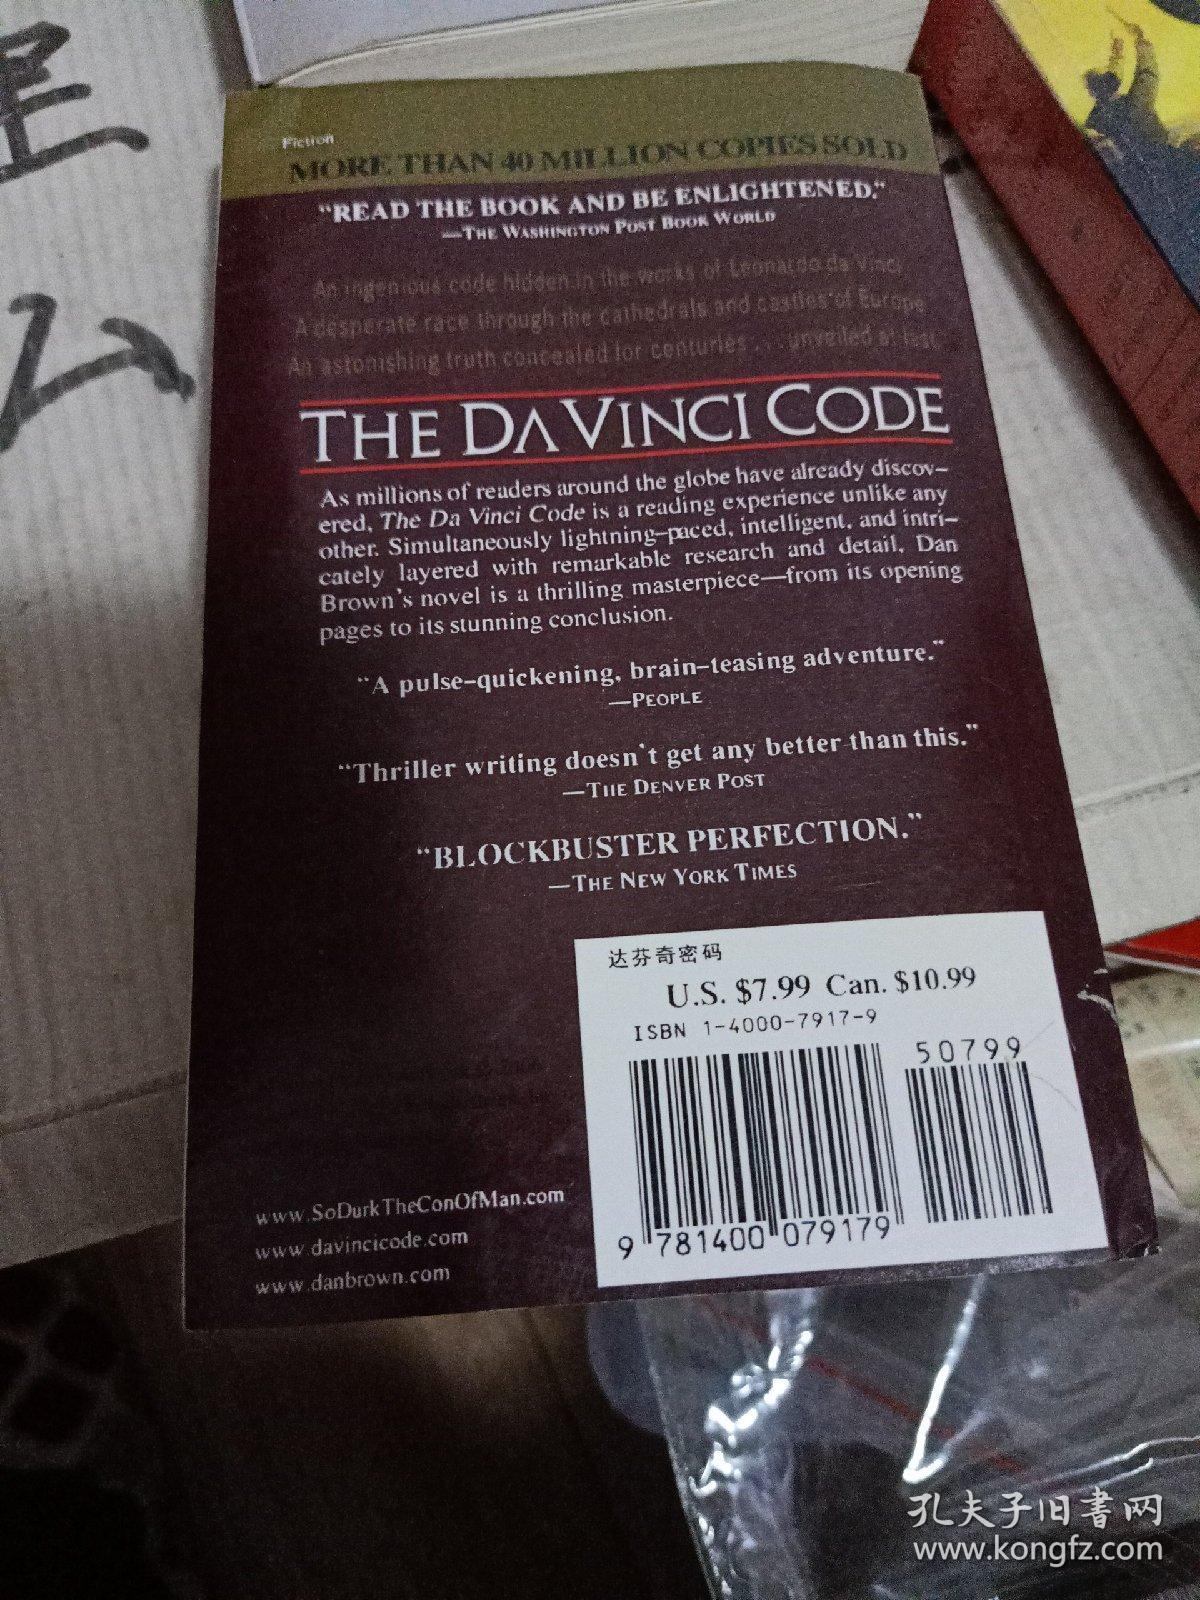 里
公
Fiction
MORE THAN 40 MILLION COPIES SOLD
"READ THE BOOK AND BE ENLIGHTENED."
—THE WASHINGTON POST BOOK WORLD
An ingenious code hidden in the works of Leonardo da Vinci
A desperate race through the cathedrals and castles of Europe
An astonishing truth concealed for centuries . . . unveiled at last
THE DA VINCI CODE
As millions of readers around the globe have already discov-
ered, The Da Vinci Code is a reading experience unlike any
other. Simultaneously lightning-paced, intelligent, and intri-
cately layered with remarkable research and detail, Dan
Brown's novel is a thrilling masterpiece—from its opening
pages to its stunning conclusion.
"A pulse-quickening, brain-teasing adventure."
—PEOPLE
"Thriller writing doesn't get any better than this."
—THE DENVER POST
"BLOCKBUSTER PERFECTION."
—THE NEW YORK TIMES
达芬奇密码
U.S. $7.99 Can. $10.99
ISBN 1-4000-7917-9
50799
9 781400 079179
www.SoDurkTheConOfMan.com
www.davincicode.com
www.danbrown.com
孔夫子旧書网
www.kongfz.com